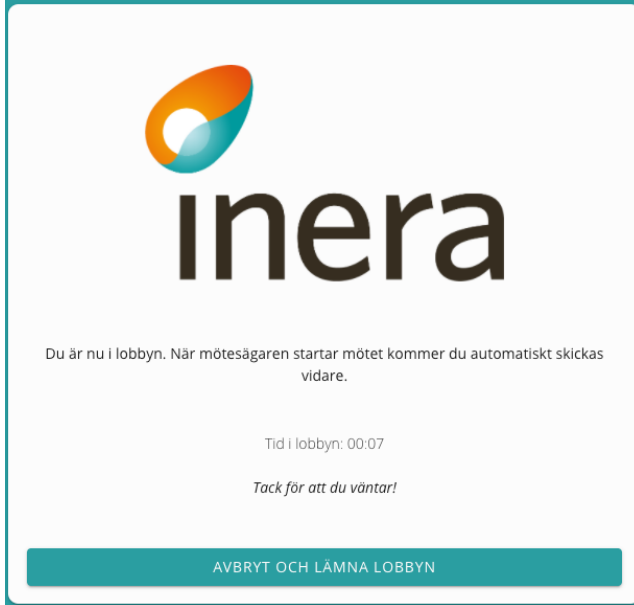 inera
Du är nu i lobbyn. När mötesägaren startar mötet kommer du automatiskt skickas
vidare.
Tid i lobbyn: 00:07
Tack för att du väntar!
AVBRYT OCH LÄMNA LOBBYN